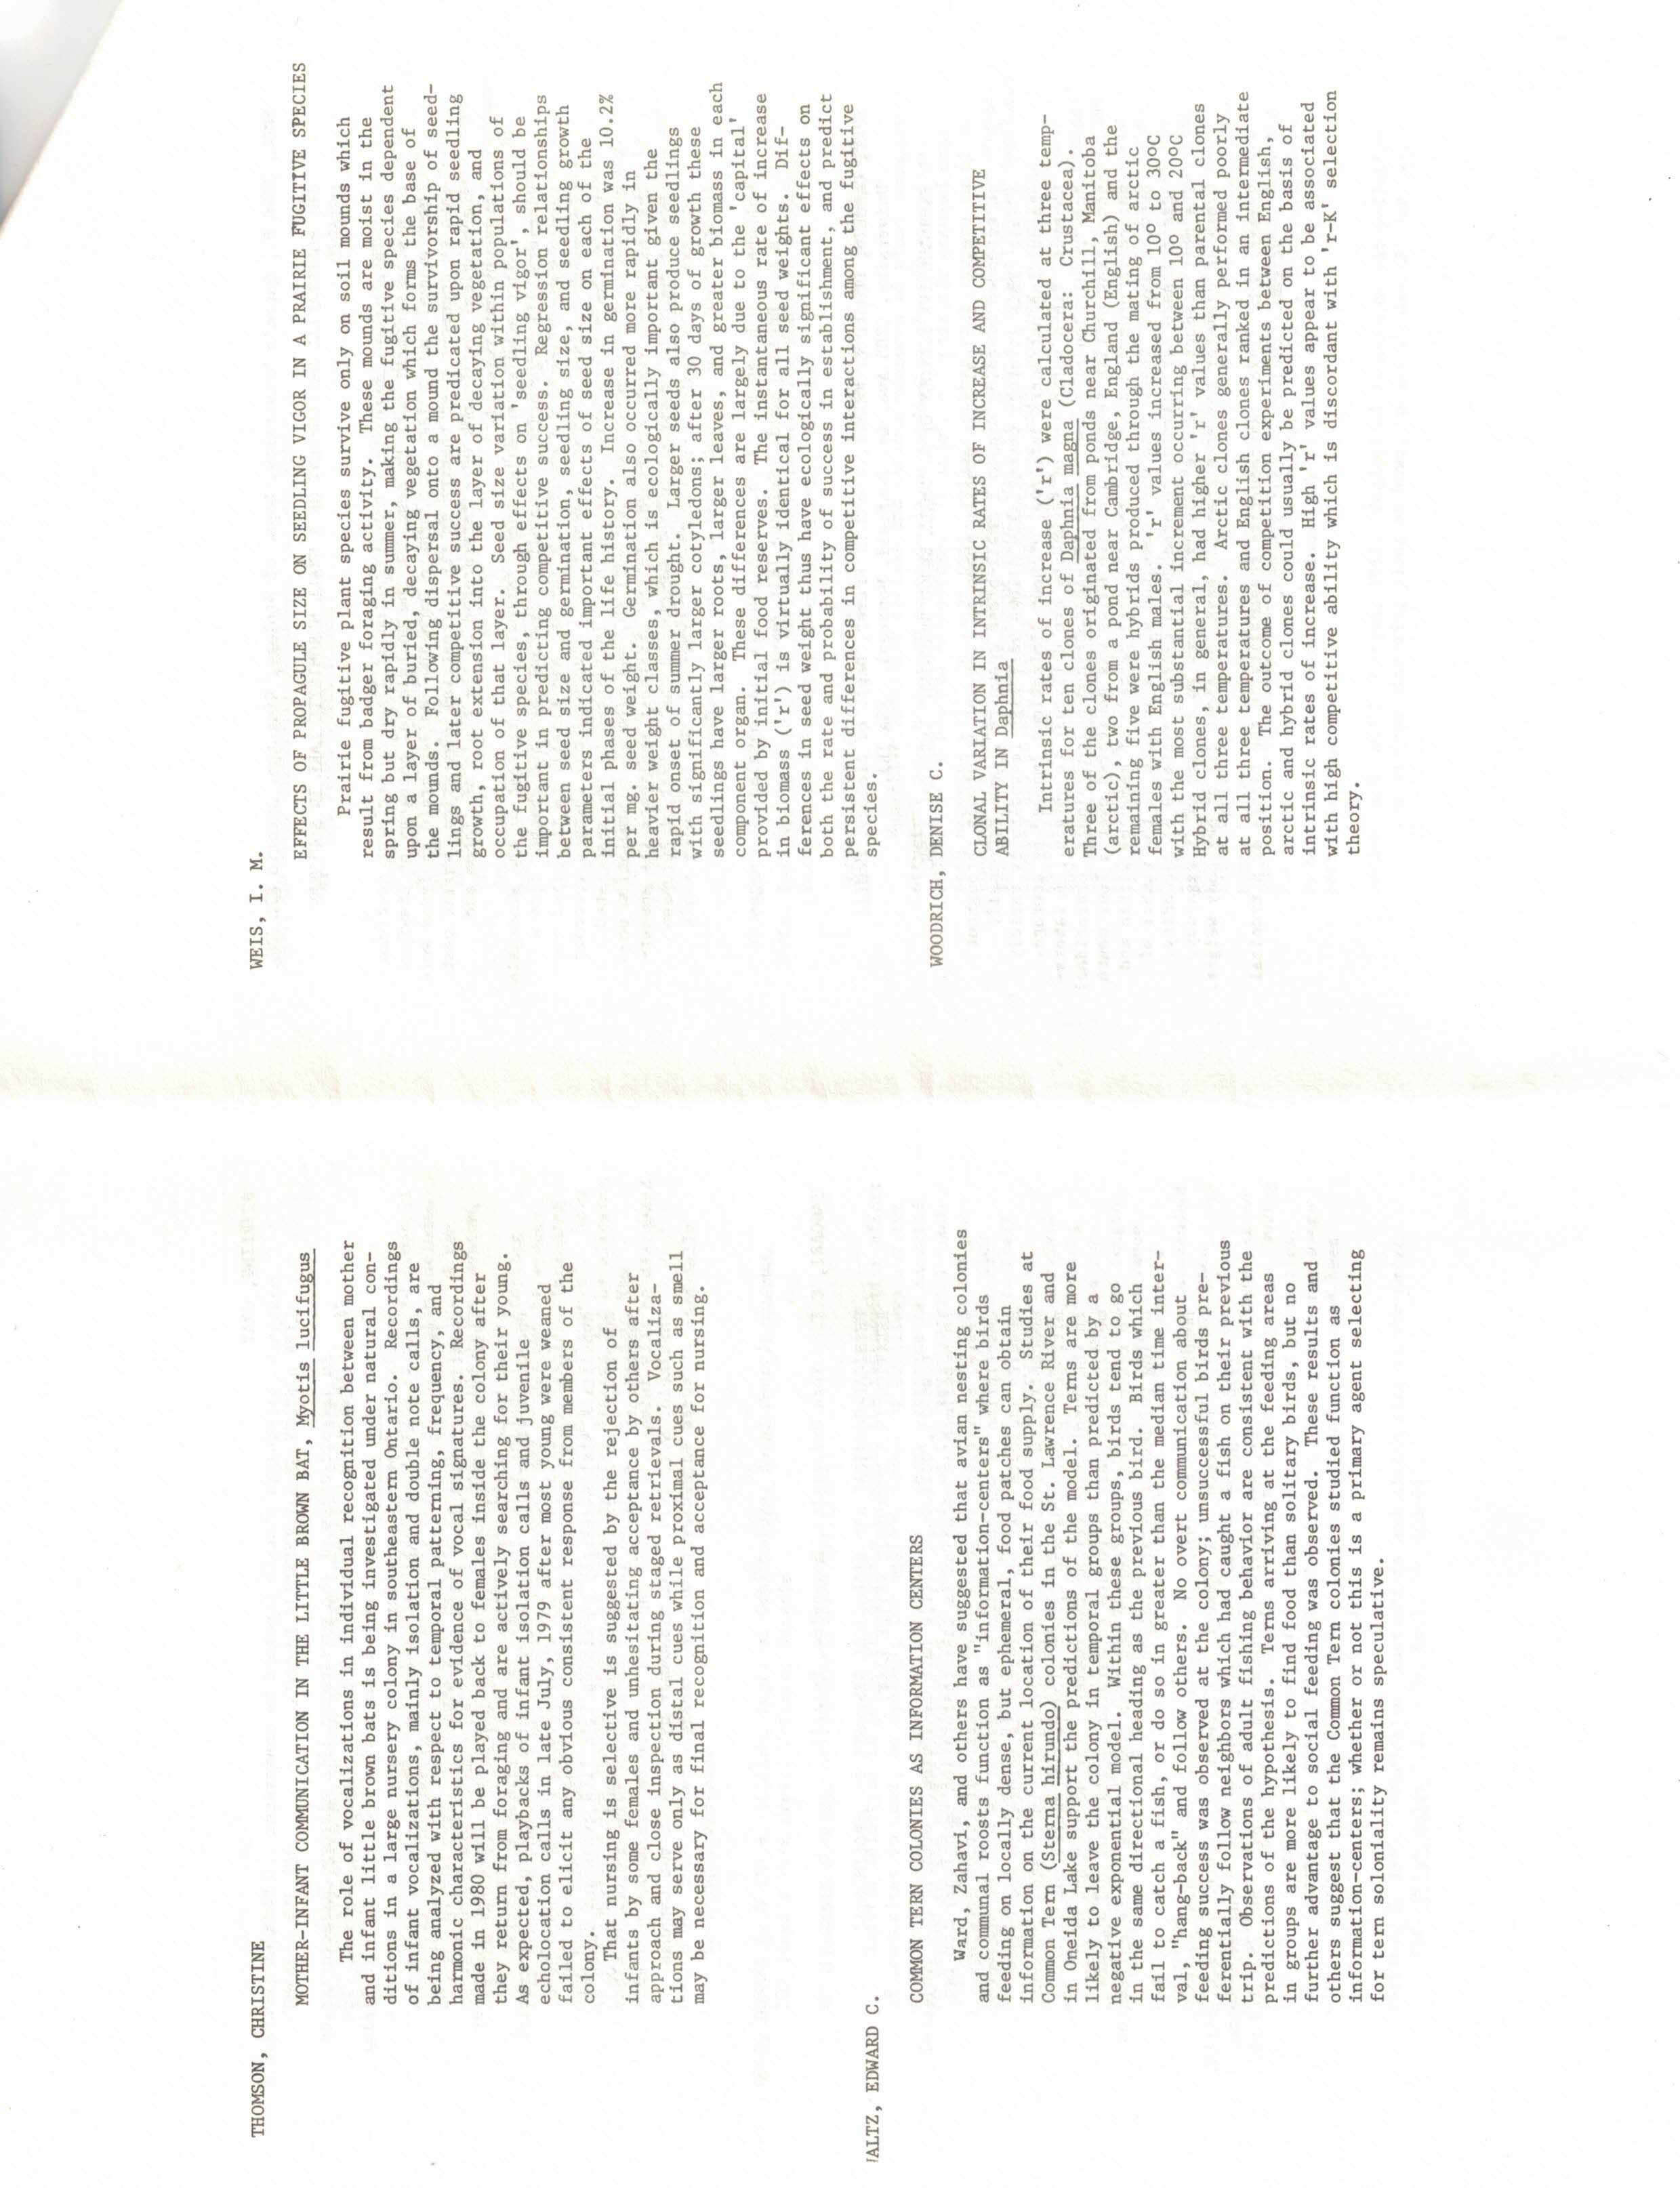 THOMSON, CHRISTINE
MOTHER-INFANT COMMUNICATION IN THE LITTLE BROWN BAT, Myotis lucifugus
The role of vocalizations in individual recognition between mother
and infant little brown bats is being investigated under natural con-
ditions in a large nursery colony in southeastern Ontario. Recordings
of infant vocalizations, mainly isolation and double note calls, are
being analyzed with respect to temporal patterning, frequency, and
harmonic characteristics for evidence of vocal signatures. Recordings
made in 1980 will be played back to females inside the colony after
they return from foraging and are actively searching for their young.
As expected, playbacks of infant isolation calls and juvenile
echolocation calls in late July, 1979 after most young were weaned
failed to elicit any obvious consistent response from members of the
colony.
That nursing is selective is suggested by the rejection of
infants by some females and unhesitating acceptance by others after
approach and close inspection during staged retrievals. Vocaliza-
tions may serve only as distal cues while proximal cues such as smell
may be necessary for final recognition and acceptance for nursing.
ALTZ, EDWARD C.
COMMON TERN COLONIES AS INFORMATION CENTERS
Ward, Zahavi, and others have suggested that avian nesting colonies
and communal roosts function as "information-centers" where birds
feeding on locally dense, but ephemeral, food patches can obtain
information on the current location of their food supply. Studies at
Common Tern (Sterna hirundo) colonies in the St. Lawrence River and
in Oneida Lake support the predictions of the model. Terns are more
likely to leave the colony in temporal groups than predicted by a
negative exponential model. Within these groups, birds tend to go
in the same directional heading as the previous bird. Birds which
fail to catch a fish, or do so in greater than the median time inter-
val, "hang-back" and follow others. No overt communication about
feeding success was observed at the colony; unsuccessful birds pre-
ferentially follow neighbors which had caught a fish on their previous
trip. Observations of adult fishing behavior are consistent with the
predictions of the hypothesis. Terns arriving at the feeding areas
in groups are more likely to find food than solitary birds, but no
further advantage to social feeding was observed. These results and
others suggest that the Common Tern colonies studied function as
information-centers; whether or not this is a primary agent selecting
for tern soloniality remains speculative.
WEIS, I. M.
EFFECTS OF PROPAGULE SIZE ON SEEDLING VIGOR IN A PRAIRIE FUGITIVE SPECIES
Prairie fugitive plant species survive only on soil mounds which
result from badger foraging activity. These mounds are moist in the
spring but dry rapidly in summer, making the fugitive species dependent
upon a layer of buried, decaying vegetation which forms the base of
the mounds. Following dispersal onto a mound the survivorship of seed-
lings and later competitive success are predicated upon rapid seedling
growth, root extension into the layer of decaying vegetation, and
occupation of that layer. Seed size variation within populations of
the fugitive species, through effects on 'seedling vigor', should be
important in predicting competitive success. Regression relationships
between seed size and germination, seedling size, and seedling growth
parameters indicated important effects of seed size on each of the
initial phases of the life history. Increase in germination was 10.2%
per mg. seed weight. Germination also occurred more rapidly in
heavier weight classes, which is ecologically important given the
rapid onset of summer drought. Larger seeds also produce seedlings
with significantly larger cotyledons; after 30 days of growth these
seedlings have larger roots, larger leaves, and greater biomass in each
component organ. These differences are largely due to the 'capital'
provided by initial food reserves. The instantaneous rate of increase
in biomass ('r') is virtually identical for all seed weights. Dif-
ferences in seed weight thus have ecologically significant effects on
both the rate and probability of success in establishment, and predict
persistent differences in competitive interactions among the fugitive
species.
WOODRICH, DENISE C.
CLONAL VARIATION IN INTRINSIC RATES OF INCREASE AND COMPETITIVE
ABILITY IN Daphnia
Intrinsic rates of increase ('r') were calculated at three temp-
eratures for ten clones of Daphnia magna (Cladocera: Crustacea).
Three of the clones originated from ponds near Churchill, Manitoba
(arctic), two from a pond near Cambridge, England (English) and the
remaining five were hybrids produced through the mating of arctic
females with English males. 'r' values increased from 10º to 30ºC
with the most substantial increment occurring between 10º and 20ºC
Hybrid clones, in general, had higher 'r' values than parental clones
at all three temperatures. Arctic clones generally performed poorly
at all three temperatures and English clones ranked in an intermediate
position. The outcome of competition experiments between English,
arctic and hybrid clones could usually be predicted on the basis of
intrinsic rates of increase. High 'r' values appear to be associated
with high competitive ability which is discordant with 'r-K' selection
theory.